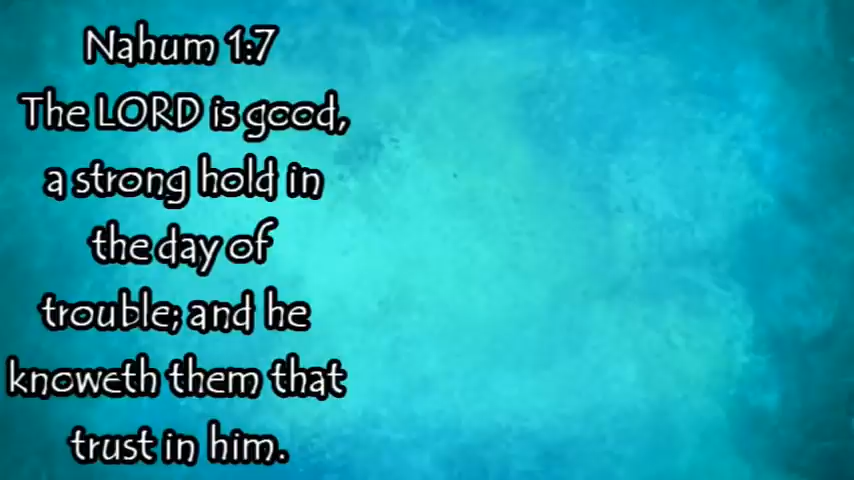 Nahum 1:7
The LORD is good,
a strong hold in
the day of
trouble; and he
knoweth them that
trust in him.